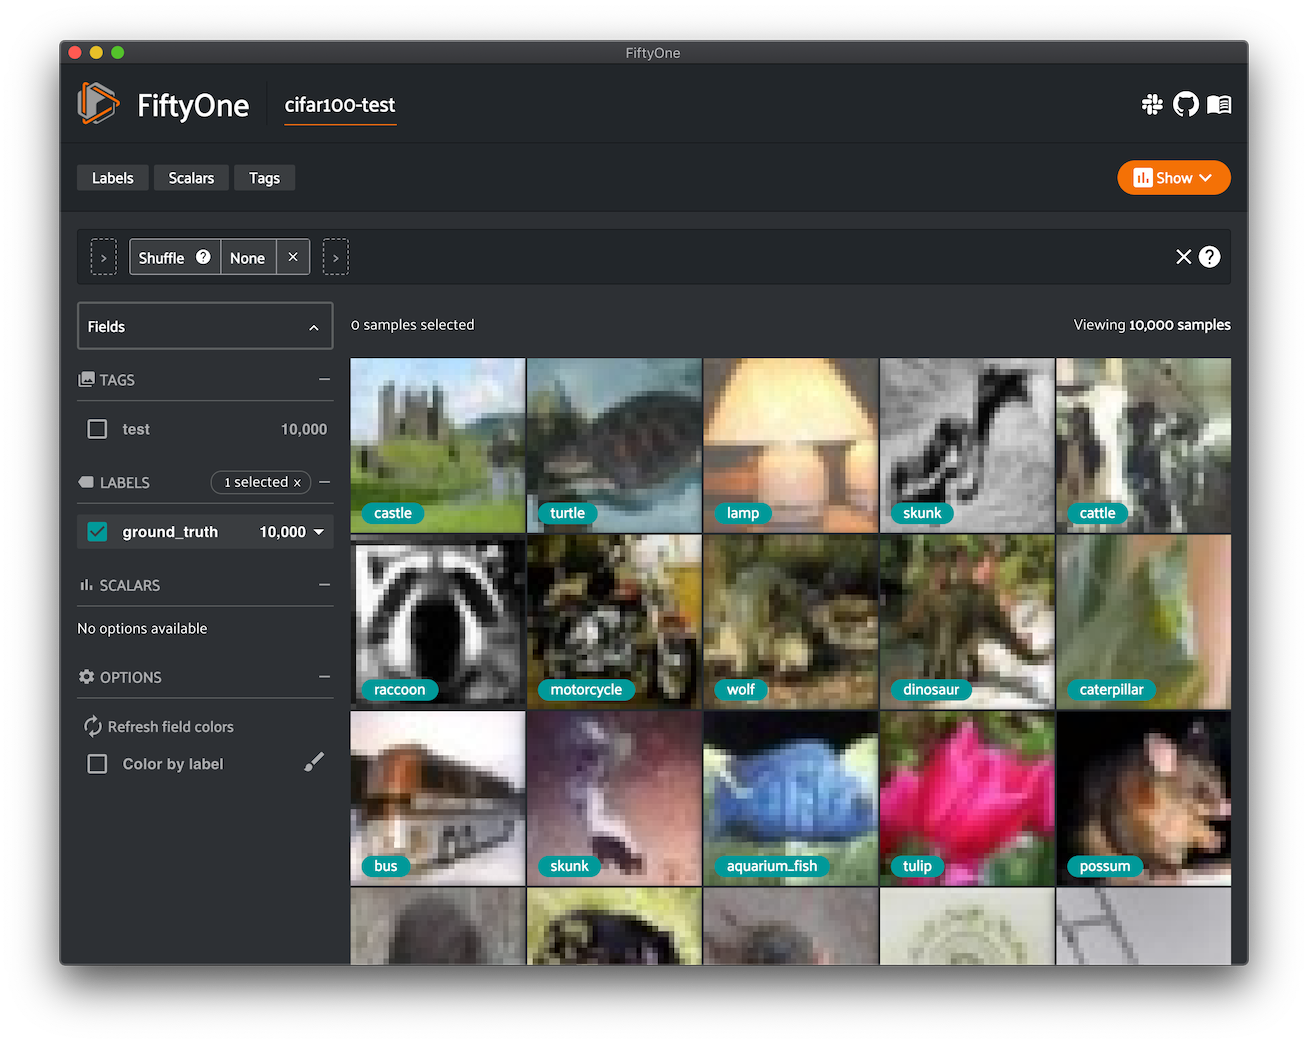 FiftyOne
FiftyOne
cifar100-test
Labels
Scalars
Tags
Show
Shuffle ? None ×
?
Fields
0 samples selected
Viewing 10,000 samples
TAGS
test 10,000
LABELS 1 selected ×
ground_truth 10,000
SCALARS
No options available
OPTIONS
Refresh field colors
Color by label
castle
turtle
lamp
skunk
cattle
raccoon
motorcycle
wolf
dinosaur
caterpillar
bus
skunk
aquarium_fish
tulip
possum